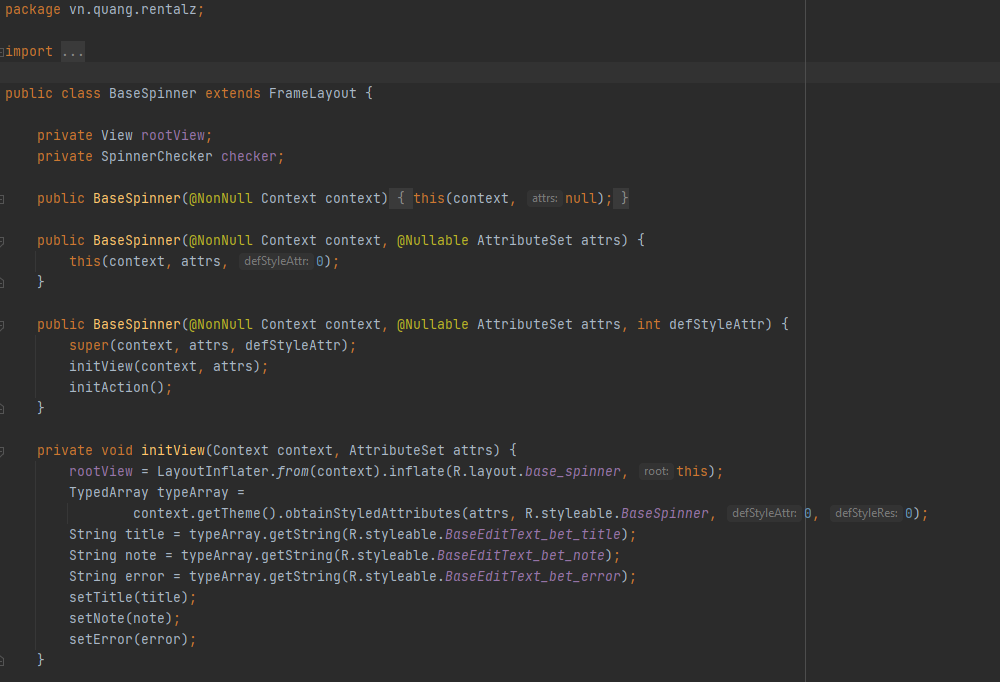 package vn.quang.rentalz;
import ...
public class BaseSpinner extends FrameLayout {
private View rootView;
private SpinnerChecker checker;
public BaseSpinner(@NonNull Context context) { this(context, attrs: null); }
public BaseSpinner(@NonNull Context context, @Nullable AttributeSet attrs) {
this(context, attrs, defStyleAttr: 0);
}
public BaseSpinner(@NonNull Context context, @Nullable AttributeSet attrs, int defStyleAttr) {
super(context, attrs, defStyleAttr);
initView(context, attrs);
initAction();
}
private void initView(Context context, AttributeSet attrs) {
rootView = LayoutInflater.from(context).inflate(R.layout.base_spinner, root: this);
TypedArray typeArray =
context.getTheme().obtainStyledAttributes(attrs, R.styleable.BaseSpinner, defStyleAttr: 0, defStyleRes: 0);
String title = typeArray.getString(R.styleable.BaseEditText_bet_title);
String note = typeArray.getString(R.styleable.BaseEditText_bet_note);
String error = typeArray.getString(R.styleable.BaseEditText_bet_error);
setTitle(title);
setNote(note);
setError(error);
}